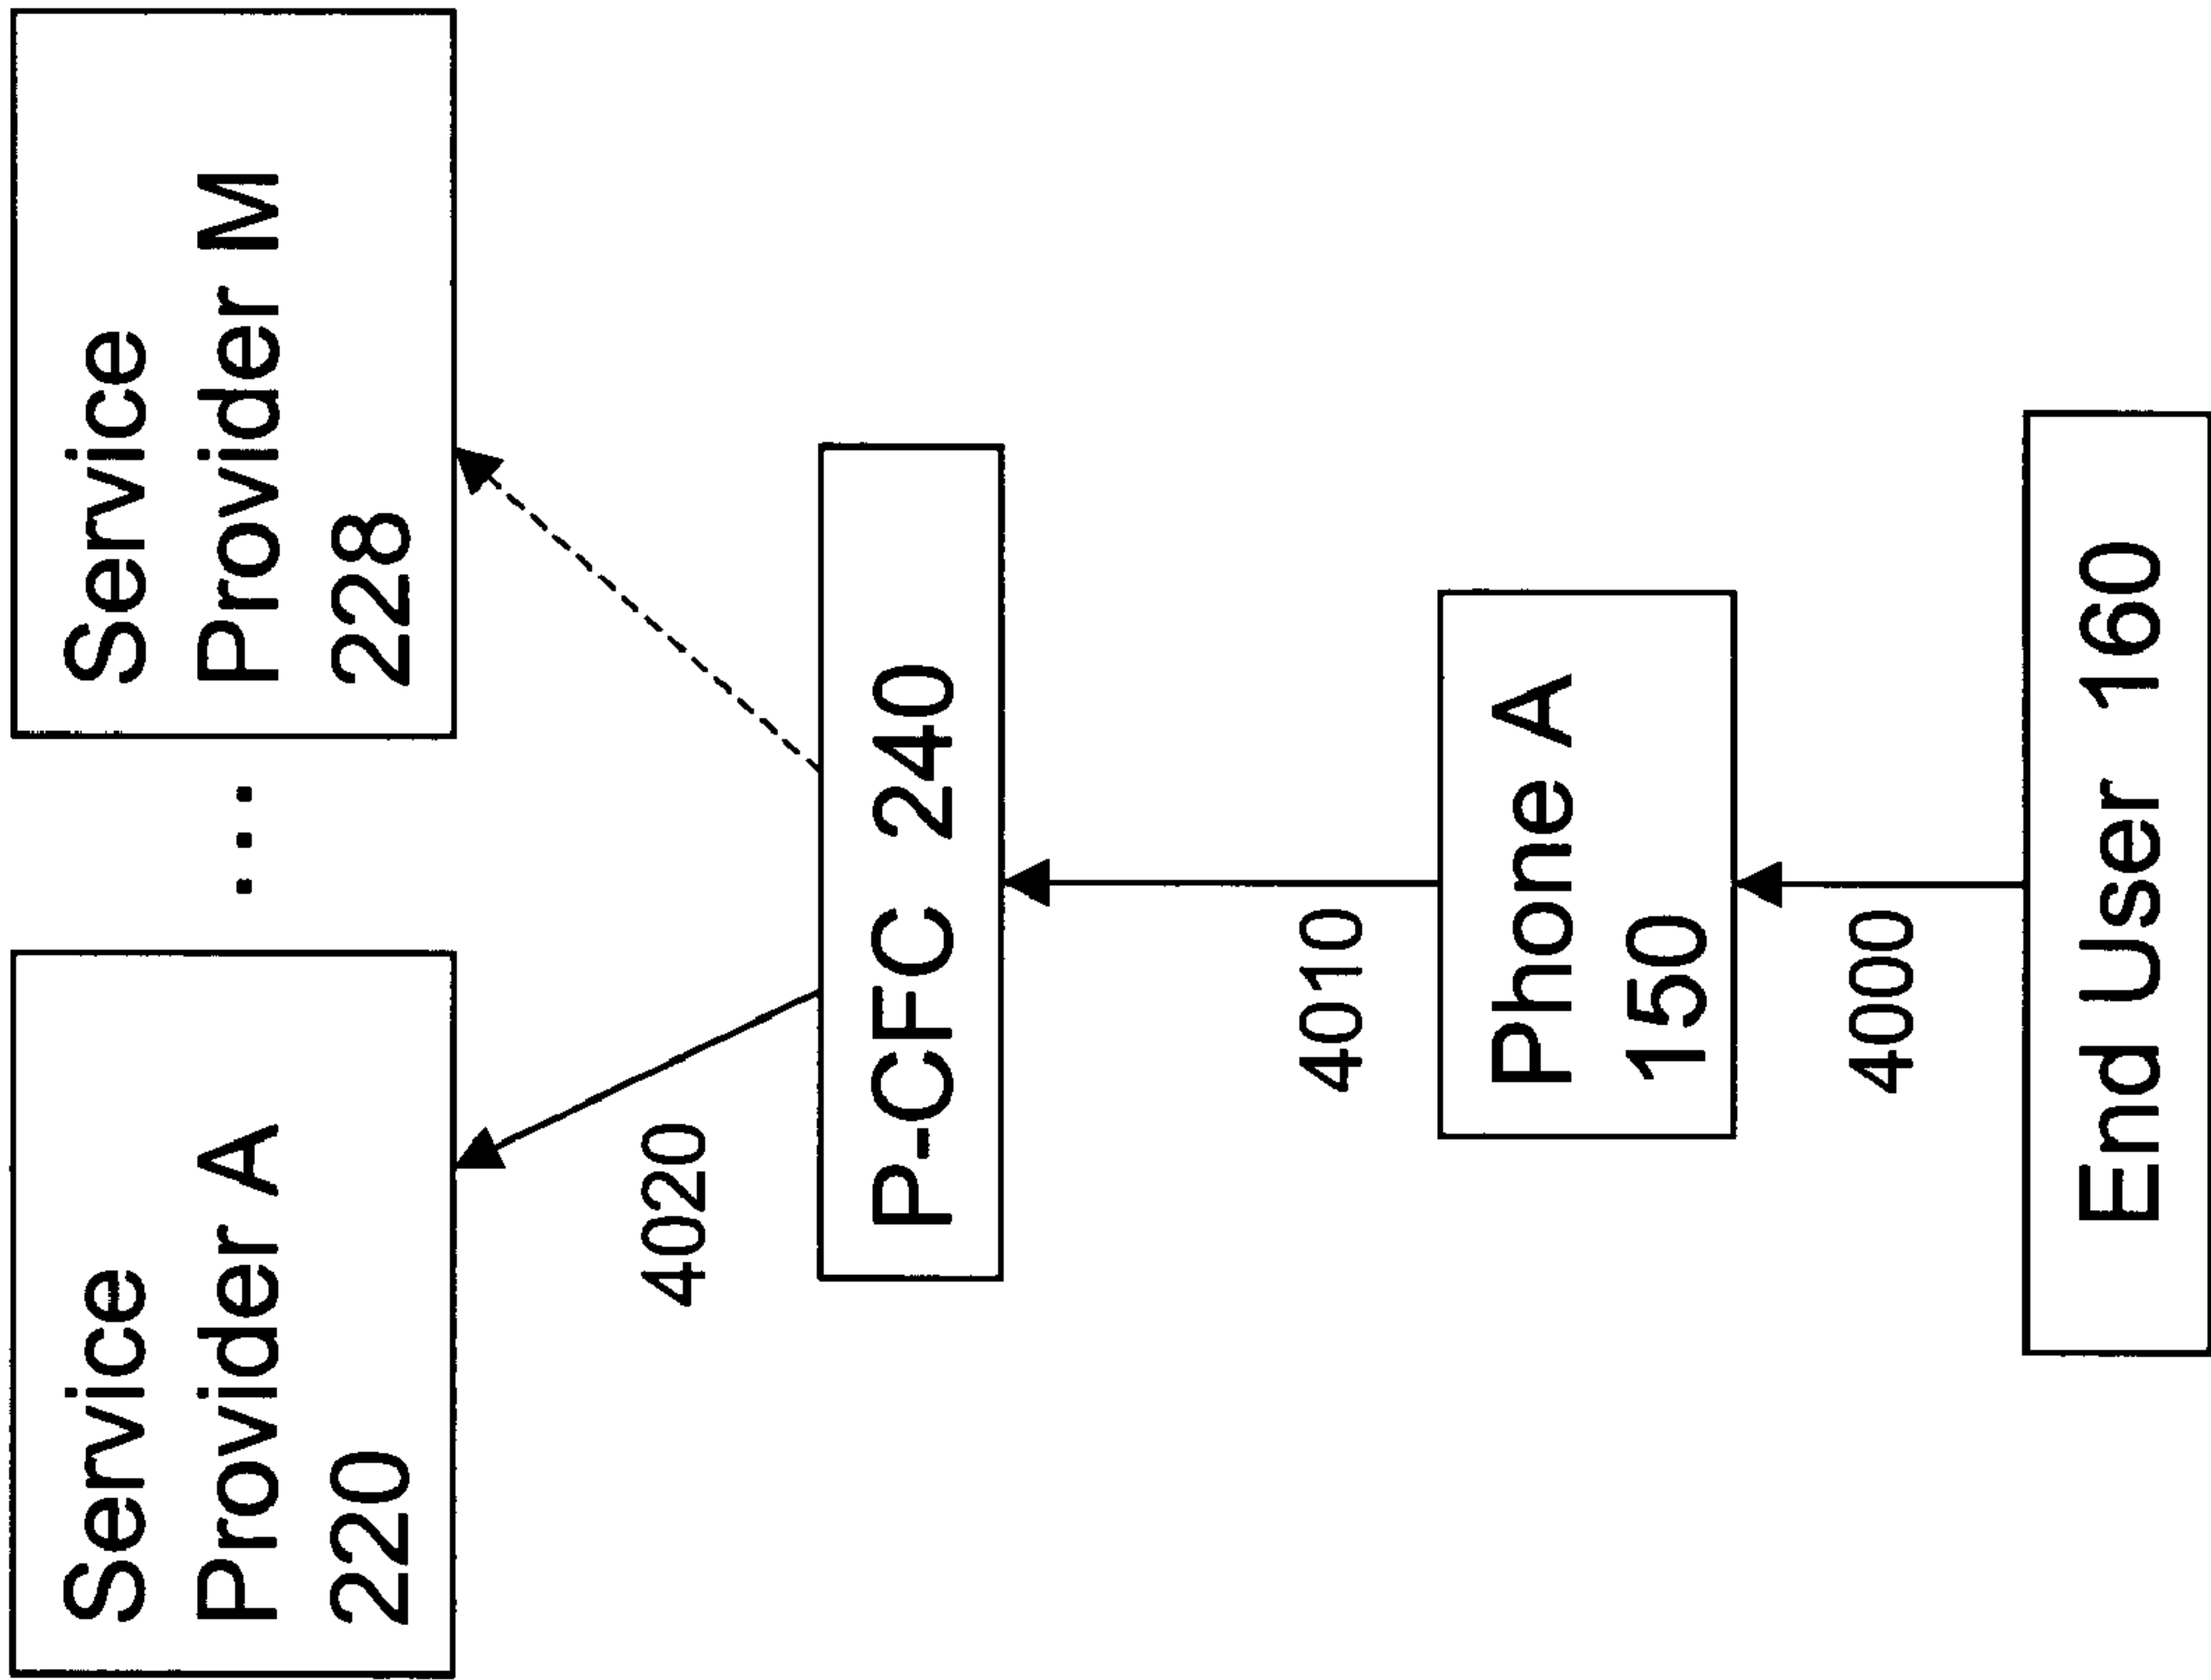 Service
Provider A
220
...
Service
Provider M
228
4020
P-CFC 240
4010
Phone A
150
4000
End User 160